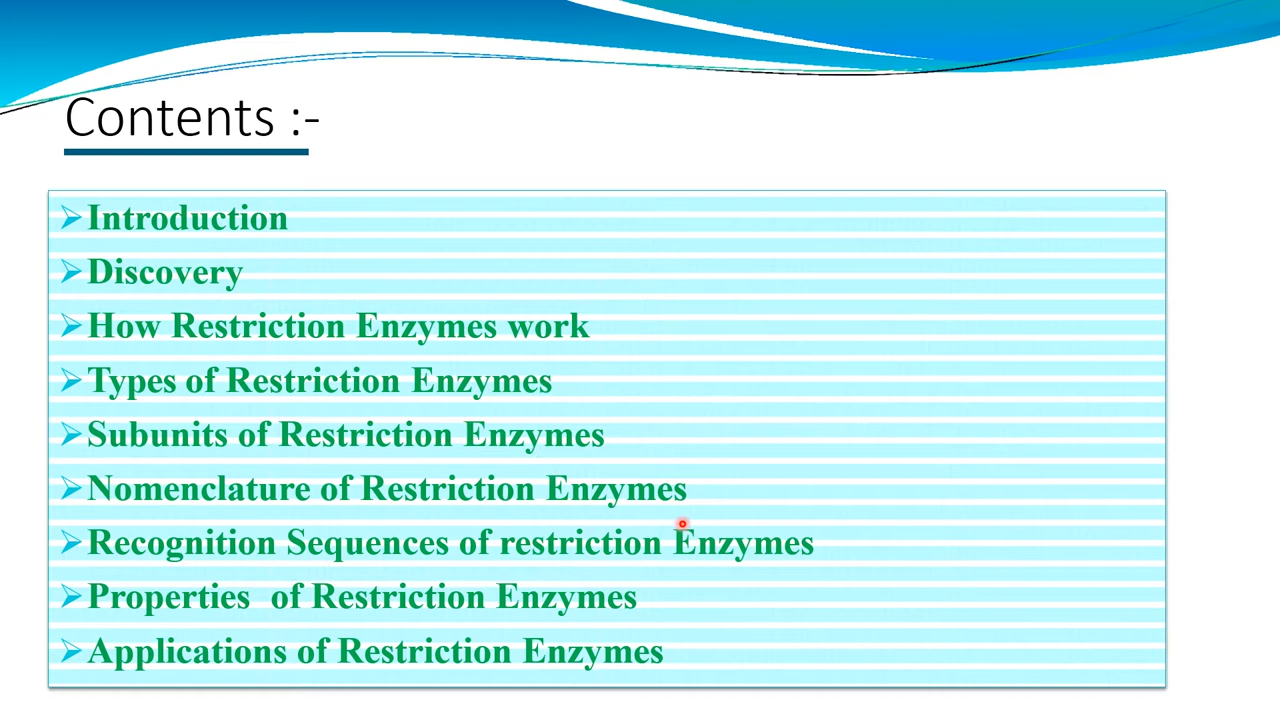 Contents :-
Introduction
Discovery
How Restriction Enzymes work
Types of Restriction Enzymes
Subunits of Restriction Enzymes
Nomenclature of Restriction Enzymes
Recognition Sequences of restriction Enzymes
Properties  of Restriction Enzymes
Applications of Restriction Enzymes